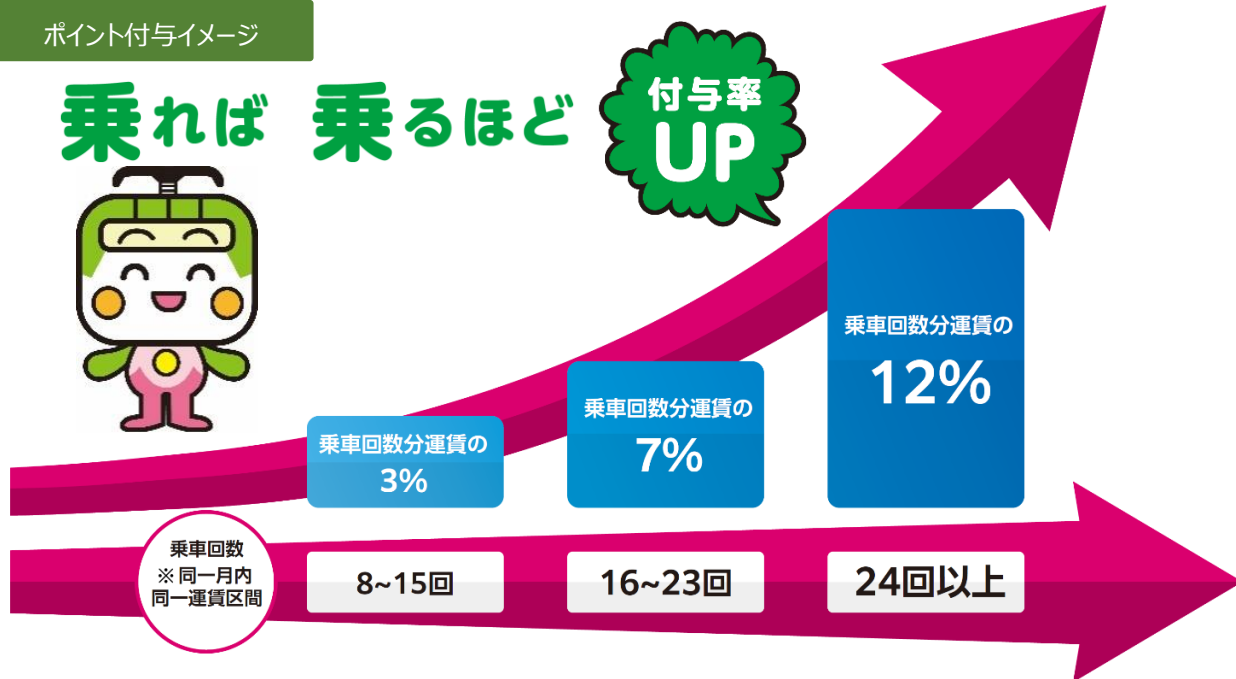 ポイント付与イメージ
乗れば 乗るほど
付与率
UP
乗車回数分運賃の
3%
乗車回数分運賃の
7%
乗車回数分運賃の
12%
乗車回数
※同一月内
同一運賃区間
8~15回
16~23回
24回以上